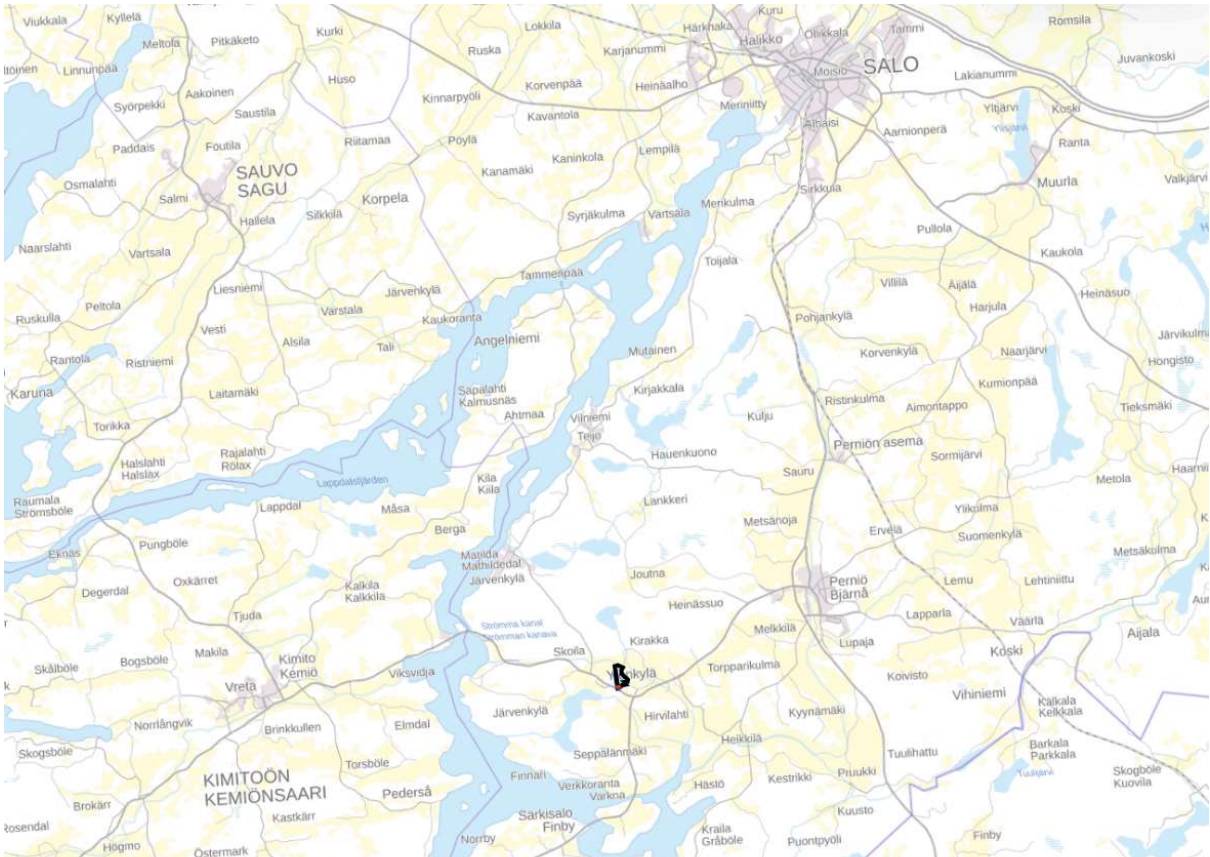 Viukkala
Kyllelä
Meltola
Pitkäketo
Kurki
Lokkila
Härkhaka
Kuru
Halikko
Ollikkala
Tammi
Romsila
Linnunpää
Ruska
Karjanummi
Moisio
SALO
Juvankoski
Huso
Aakoinen
Syörpekki
Saustila
Kinnarpyöli
Korvenpää
Heinäalho
Lakianummi
Kavantola
Meriniitty
Yltjärvi
Koski
Paddais
Foutila
Riitamaa
Pöylä
Kaninkola
Lempilä
Alhaisi
Aarnionperä
Ylisjärvi
Ranta
SAUVO
SAGU
Osmalahti
Salmi
Kanamäki
Korpela
Sirkkula
Muurla
Valkjärvi
Hallela
Silkkilä
Syrjäkulma
Vartsala
Merikulma
Pullola
Naarslahti
Vartsala
Toijala
Kaukola
Tammenpää
Liesniemi
Järvenkylä
Villilä
Äijälä
Heinäsuo
Peltola
Ruskulla
Varstala
Kaukoranta
Pohjankylä
Harjula
Vesti
Alsila
Tali
Angelniemi
Järvikulma
Rantola
Ristniemi
Mutainen
Korvenkylä
Naarjärvi
Hongisto
Karuna
Laitamäki
Sapalahti
Kalmusnäs
Kirjakkala
Kumionpää
Ahtmaa
Ristinkulma
Aimontappo
Tieksmäki
Torikka
Vilniemi
Teijo
Kulju
Perniön asema
Rajalahti
Rölax
Halslahti
Halslax
Hauenkuono
Sormijärvi
Sauru
Lappdalsfjärden
Kila
Kiila
Metola
Raumala
Strömsböle
Lappdal
Måsa
Lankkeri
Ylikulma
Berga
Metsänoja
Ervelä
Suomenkylä
Eknäs
Pungböle
Matilda
Mathildedal
Järvenkylä
Metsäkulma
Oxkärret
Kalkila
Kalkkila
Joutna
Perniö
Bjärnå
Lemu
Lehtiniittu
Degerdal
Heinässuo
Tjuda
Lapparla
Väärlä
Strömma kanal
Strömman kanava
Kirakka
Melkkilä
Lupaja
Aijala
Makila
Bogsböle
Skålböle
Kimito
Kemiö
Skoila
Koski
Viksvidja
Torpparikulma
Koivisto
Vretä
Vihiniemi
Kälkala
Kelkkala
Norrlångvik
Järvenkylä
Hirvilahti
Kyynämäki
Brinkkullen
Elmdal
Heikkilä
Skogsböle
Seppälänmäki
Tuulihattu
Barkala
Parkkala
Torsböle
Finnari
Pruukki
Kestrikki
Tuulijärvi
Skogböle
Kuovila
KIMITOÖN
KEMIÖNSAARI
Verkkoranta
Varkna
Hästö
Pederså
Brokärr
Kastkärr
Särkisalo
Finby
Kuusto
Rosendal
Kraila
Gråböle
Högmo
Östermark
Norrby
Puontpyöli
Finby